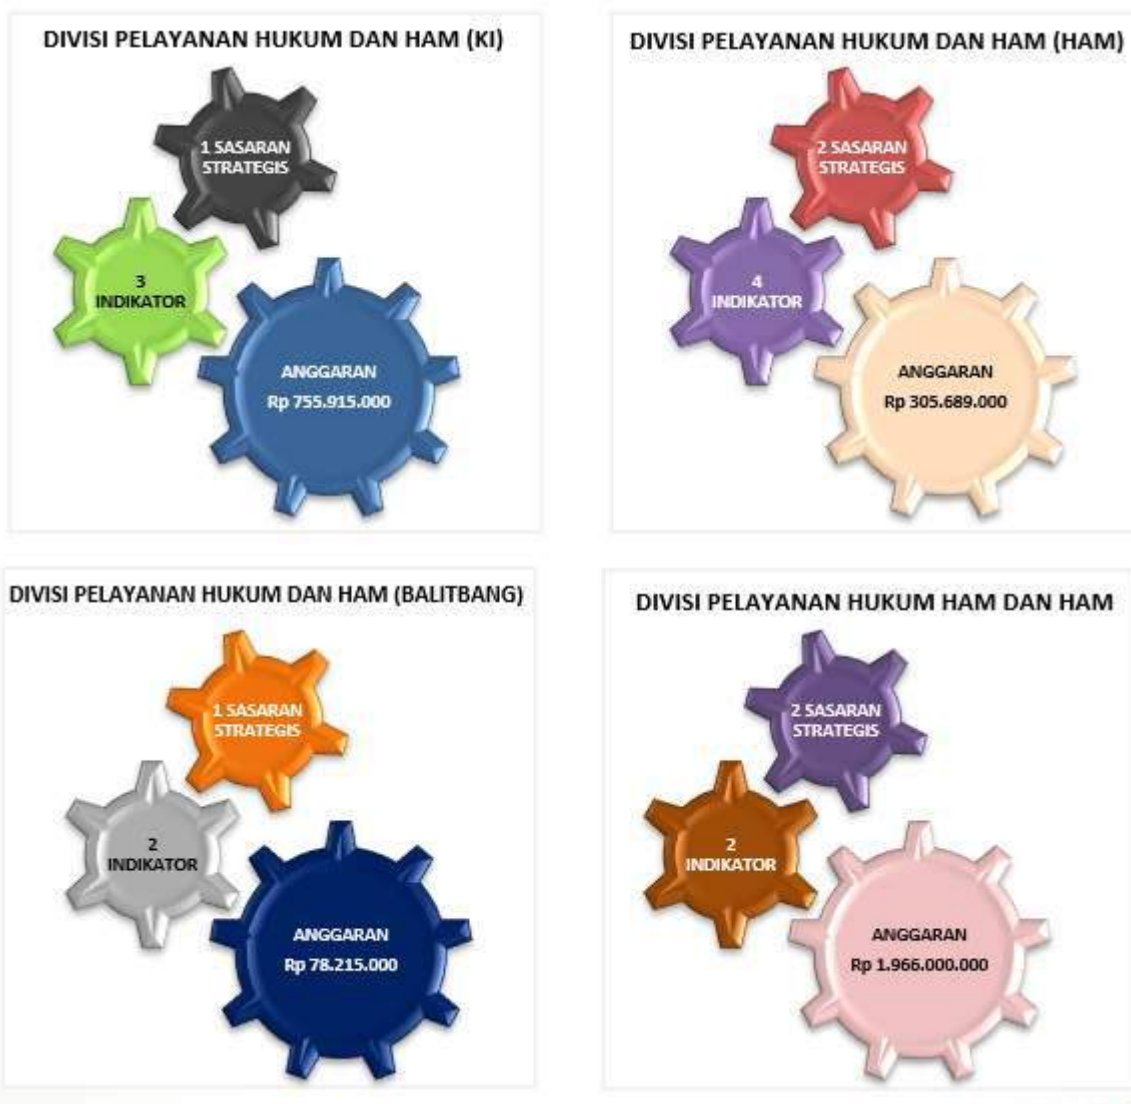 DIVISI PELAYANAN HUKUM DAN HAM (KI)
1 SASARAN
STRATEGIS
3
INDIKATOR
ANGGARAN
Rp 755.915.000
DIVISI PELAYANAN HUKUM DAN HAM (HAM)
2 SASARAN
STRATEGIS
4
INDIKATOR
ANGGARAN
Rp 305.689.000
DIVISI PELAYANAN HUKUM DAN HAM (BALITBANG)
1 SASARAN
STRATEGIS
2
INDIKATOR
ANGGARAN
Rp 78.215.000
DIVISI PELAYANAN HUKUM HAM DAN HAM
2 SASARAN
STRATEGIS
2
INDIKATOR
ANGGARAN
Rp 1.966.000.000